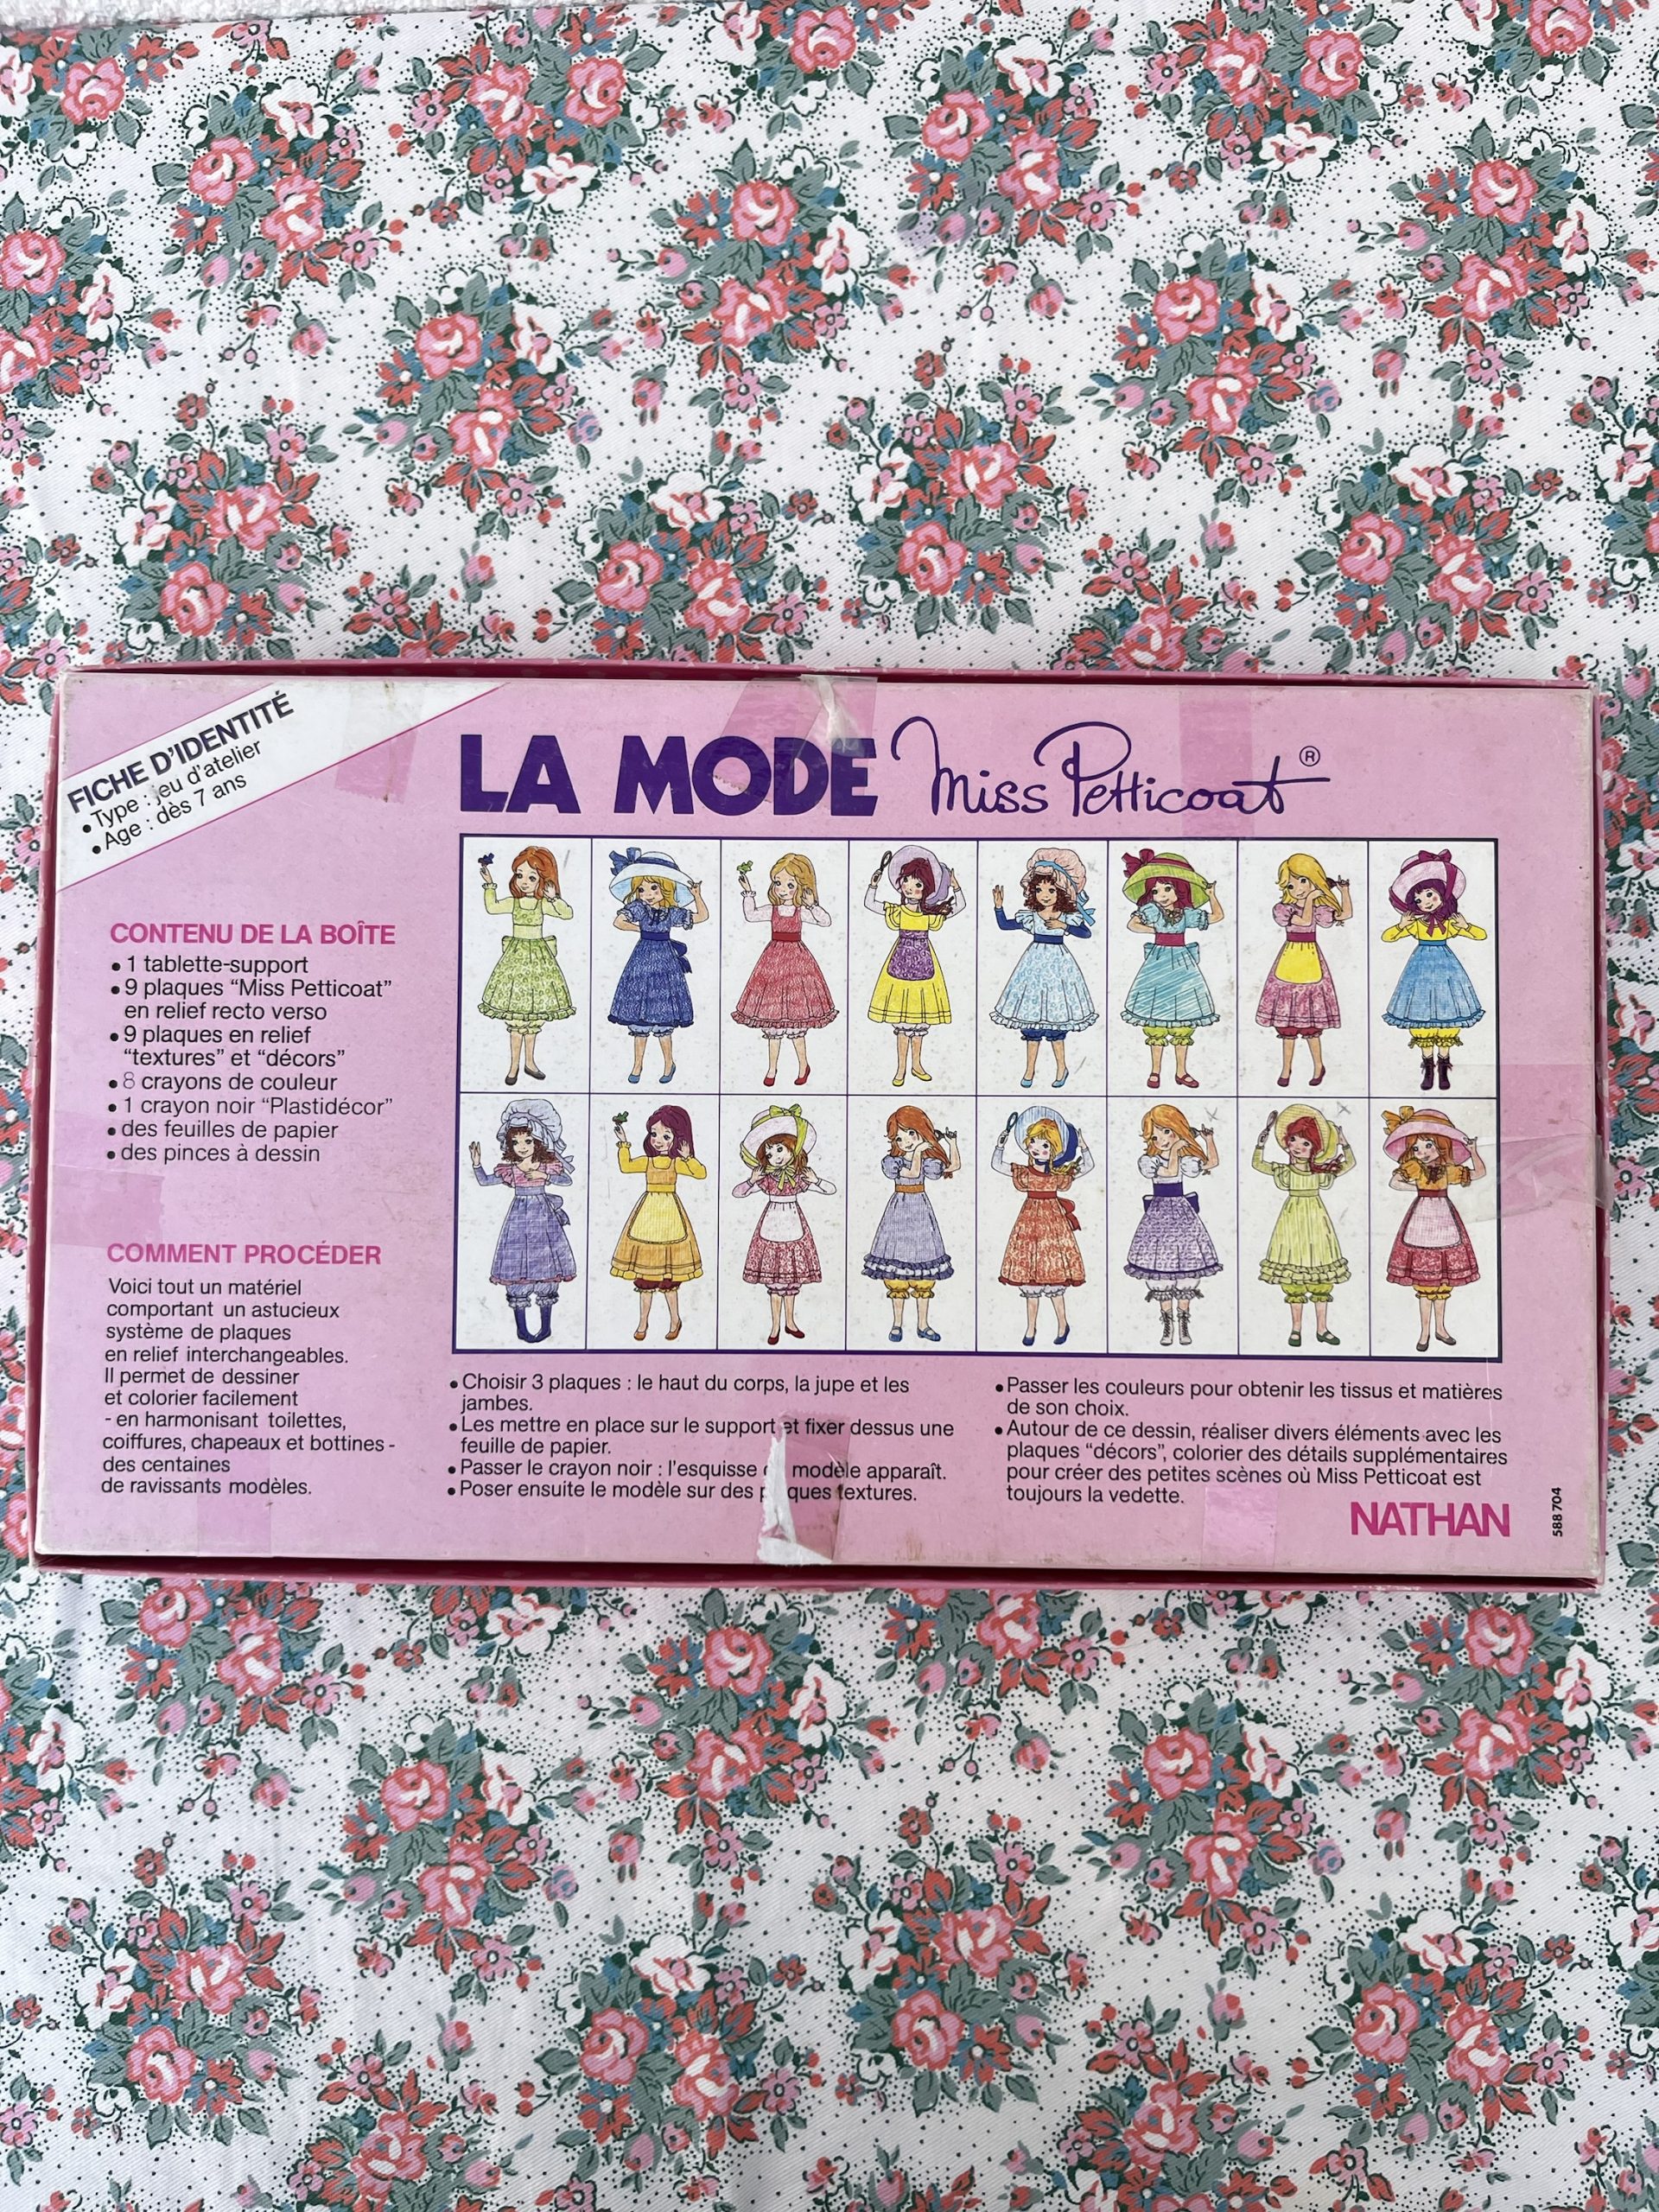 FICHE D'IDENTITÉ
• Type : jeu d'atelier
• Age : dès 7 ans
LA MODE Miss Petticoat ®
CONTENU DE LA BOÎTE
• 1 tablette-support
• 9 plaques “Miss Petticoat”
en relief recto verso
• 9 plaques en relief
“textures” et “décors”
• 8 crayons de couleur
• 1 crayon noir “Plastidécor”
• des feuilles de papier
• des pinces à dessin
COMMENT PROCÉDER
Voici tout un matériel
comportant un astucieux
système de plaques
en relief interchangeables.
Il permet de dessiner
et colorier facilement
- en harmonisant toilettes,
coiffures, chapeaux et bottines -
des centaines
de ravissants modèles.
• Choisir 3 plaques : le haut du corps, la jupe et les
jambes.
• Les mettre en place sur le support et fixer dessus une
feuille de papier.
• Passer le crayon noir : l'esquisse modèle apparaît.
• Poser ensuite le modèle sur des plaques textures.
• Passer les couleurs pour obtenir les tissus et matières
de son choix.
• Autour de ce dessin, réaliser divers éléments avec les
plaques “décors”, colorier des détails supplémentaires
pour créer des petites scènes où Miss Petticoat est
toujours la vedette.
NATHAN
588 704